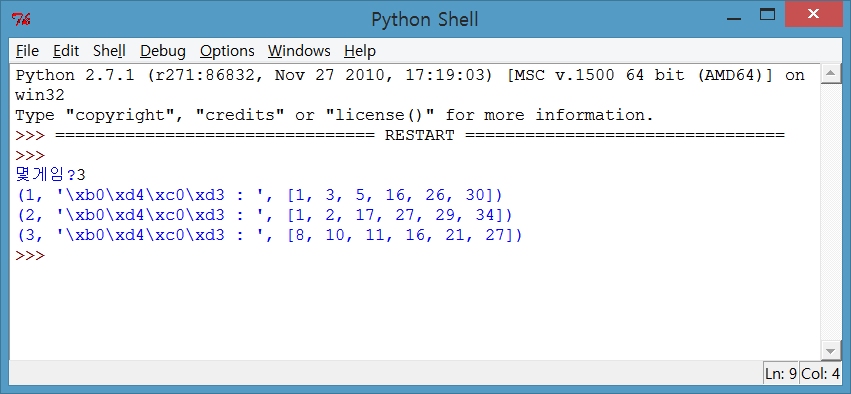 Python Shell
File Edit Shell Debug Options Windows Help
Python 2.7.1 (r271:86832, Nov 27 2010, 17:19:03) [MSC v.1500 64 bit (AMD64)] on
win32
Type "copyright", "credits" or "license()" for more information.
>>> ================================ RESTART ================================
>>>
몇게임?3
(1, '\xb0\xd4\xc0\xd3 : ', [1, 3, 5, 16, 26, 30])
(2, '\xb0\xd4\xc0\xd3 : ', [1, 2, 17, 27, 29, 34])
(3, '\xb0\xd4\xc0\xd3 : ', [8, 10, 11, 16, 21, 27])
>>>
Ln: 9 Col: 4